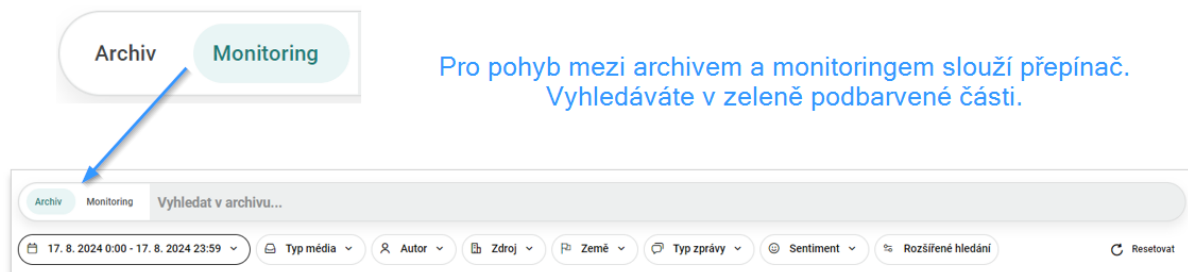 Archiv Monitoring
Pro pohyb mezi archivem a monitoringem slouží přepínač.
Vyhledáváte v zeleně podbarvené části.
Archiv Monitoring Vyhledat v archivu...
17. 8. 2024 0:00 - 17. 8. 2024 23:59 Typ média Autor Zdroj Země Typ zprávy Sentiment Rozšířené hledání Resetovat